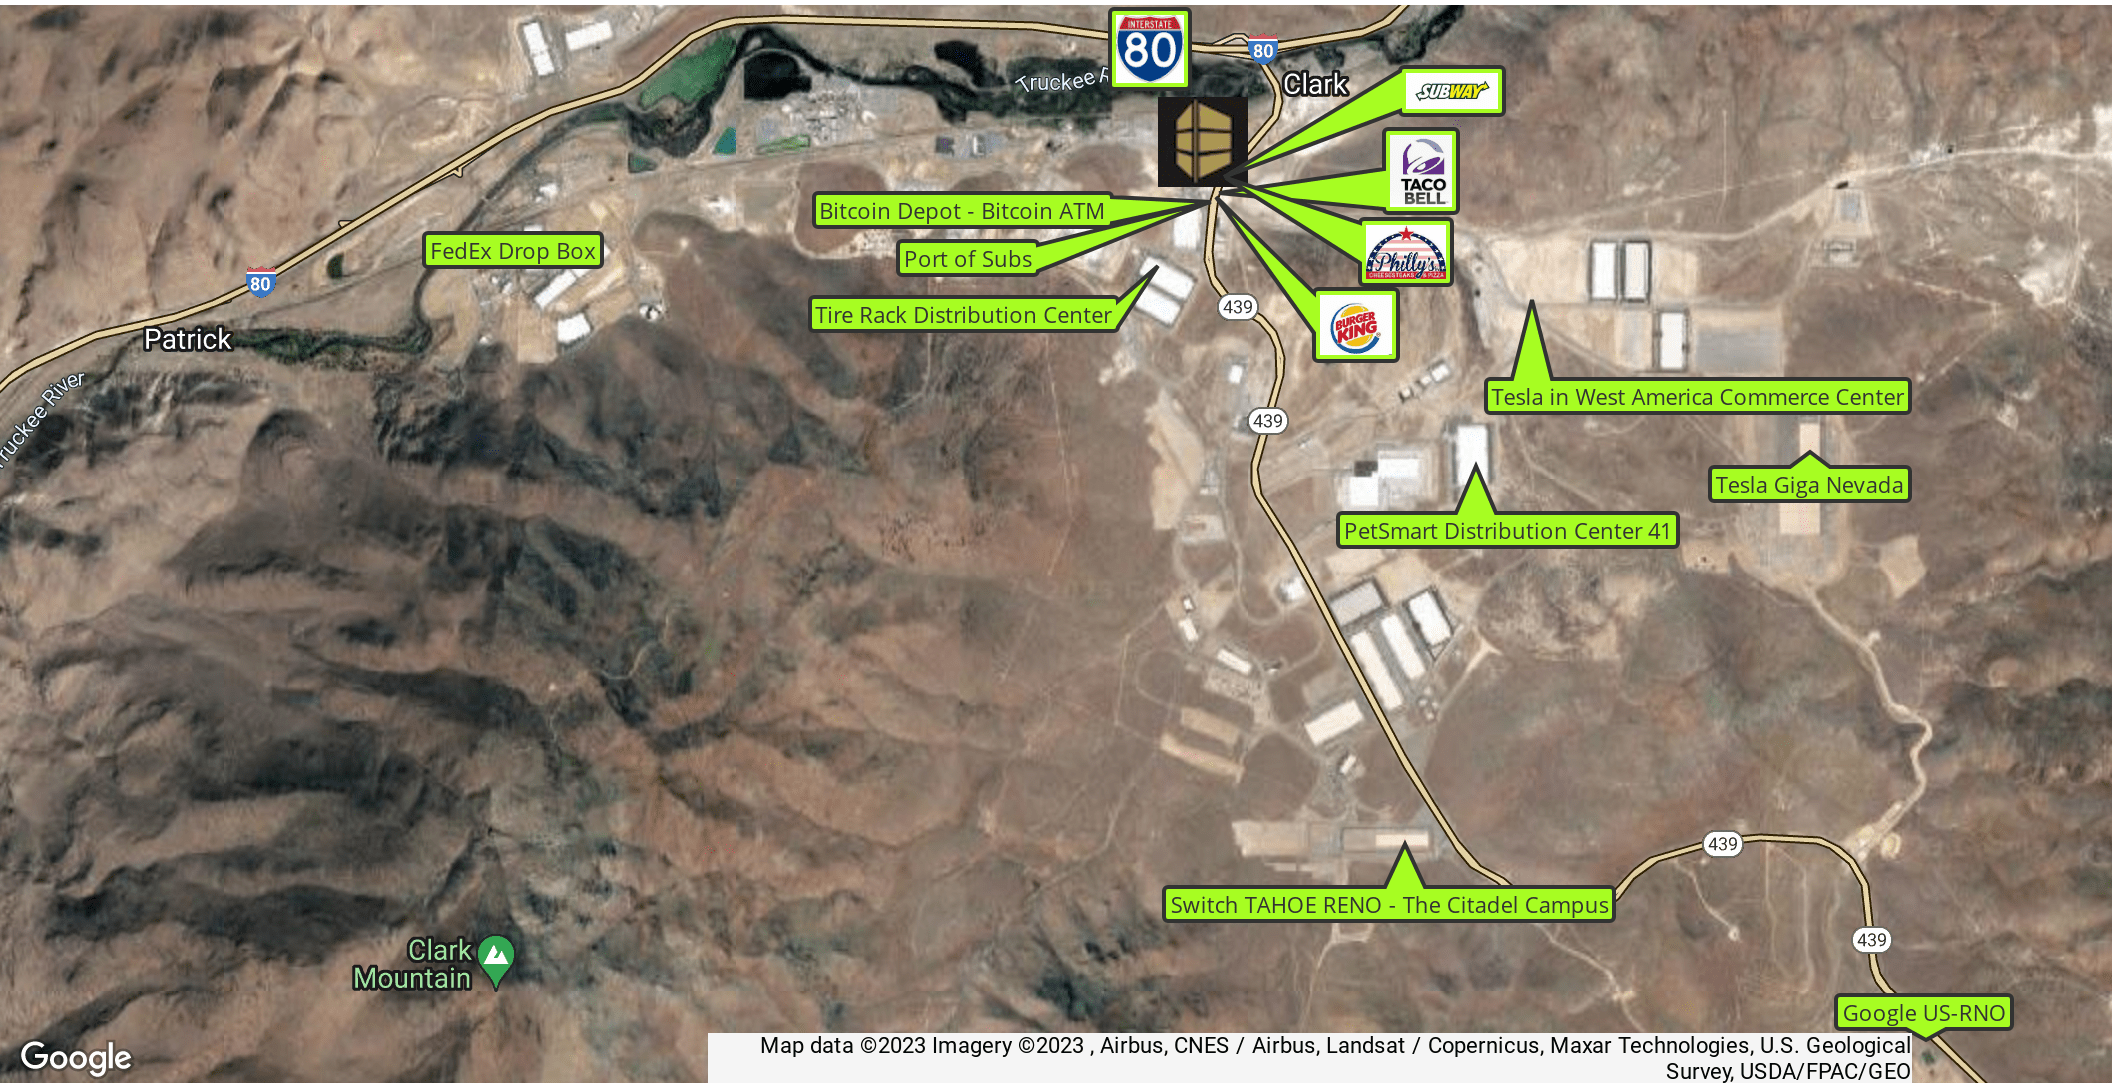 INTERSTATE
80
80
Truckee R
Clark
SUBWAY
TACO
BELL
Bitcoin Depot - Bitcoin ATM
FedEx Drop Box
Port of Subs
Philly's
CHEESESTEAKS & PIZZA
80
Tire Rack Distribution Center
439
BURGER
KING
Patrick
Truckee River
Tesla in West America Commerce Center
439
Tesla Giga Nevada
PetSmart Distribution Center 41
439
Switch TAHOE RENO - The Citadel Campus
439
Clark
Mountain
Google US-RNO
Google
Map data ©2023 Imagery ©2023 , Airbus, CNES / Airbus, Landsat / Copernicus, Maxar Technologies, U.S. Geological
Survey, USDA/FPAC/GEO